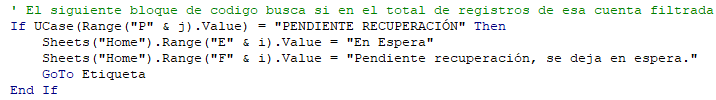 ' El siguiente bloque de codigo busca si en el total de registros de esa cuenta filtrada
If UCase(Range("P" & j).Value) = "PENDIENTE RECUPERACIÓN" Then
    Sheets("Home").Range("E" & i).Value = "En Espera"
    Sheets("Home").Range("F" & i).Value = "Pendiente recuperación, se deja en espera."
    GoTo Etiqueta
End If